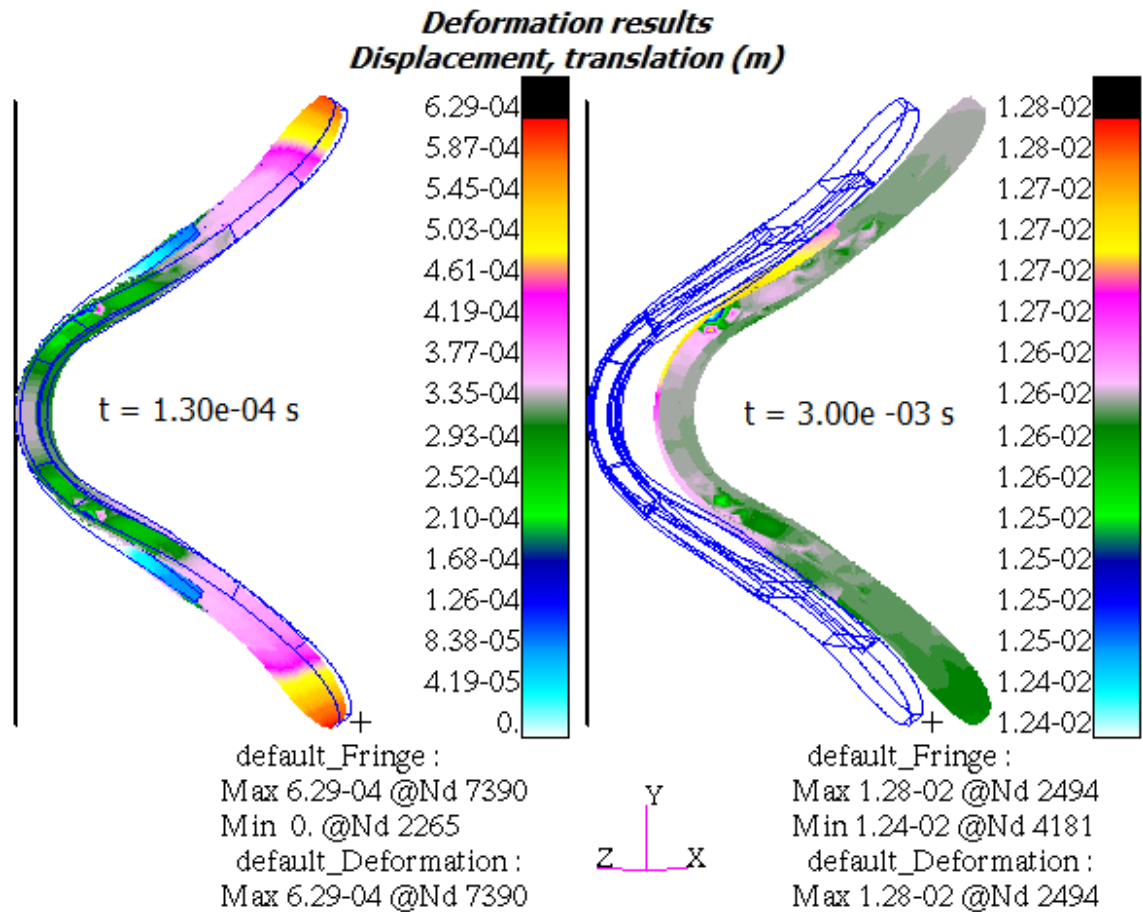 Deformation results
Displacement, translation (m)
6.29-04
5.87-04
5.45-04
5.03-04
4.61-04
4.19-04
3.77-04
3.35-04
2.93-04
2.52-04
2.10-04
1.68-04
1.26-04
8.38-05
4.19-05
0.
t = 1.30e-04 s
1.28-02
1.28-02
1.27-02
1.27-02
1.27-02
1.27-02
1.26-02
1.26-02
1.26-02
1.26-02
1.25-02
1.25-02
1.25-02
1.25-02
1.24-02
1.24-02
t = 3.00e -03 s
default_Fringe :
Max 6.29-04 @Nd 7390
Min 0. @Nd 2265
default_Deformation :
Max 6.29-04 @Nd 7390
Y
Z X
default_Fringe :
Max 1.28-02 @Nd 2494
Min 1.24-02 @Nd 4181
default_Deformation :
Max 1.28-02 @Nd 2494